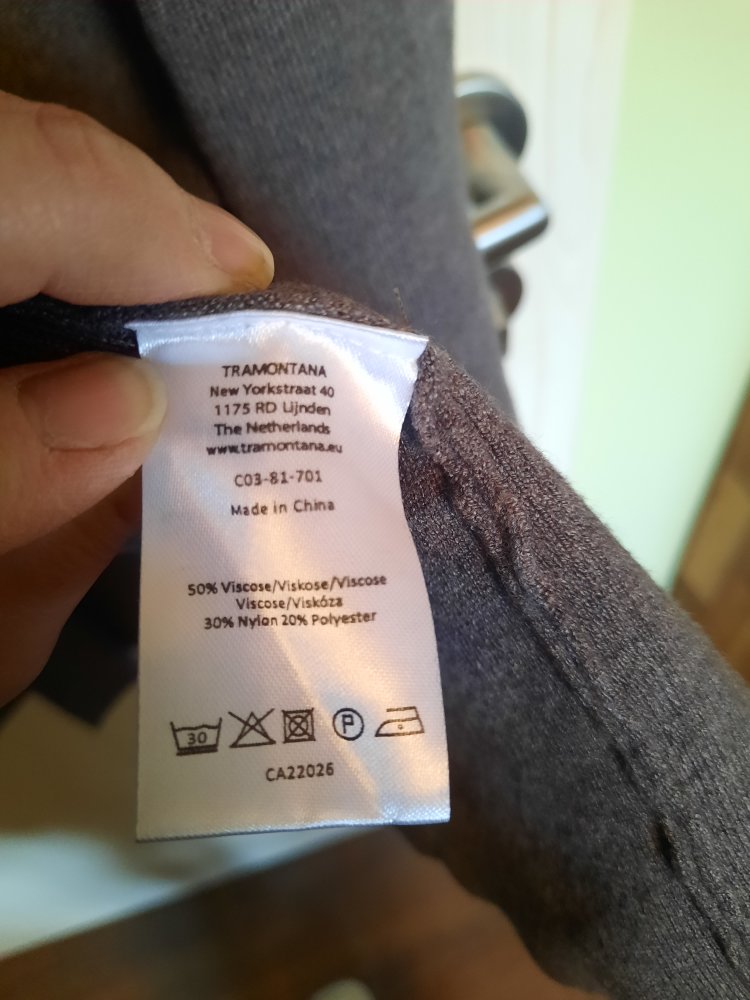 TRAMONTANA
New Yorkstraat 40
1175 RD Lijnden
The Netherlands
www.tramontana.eu
C03-81-701
Made in China
50% Viscose/Viskose/Viscose
Viscose/Viskóza
30% Nylon 20% Polyester
30 P
CA22026